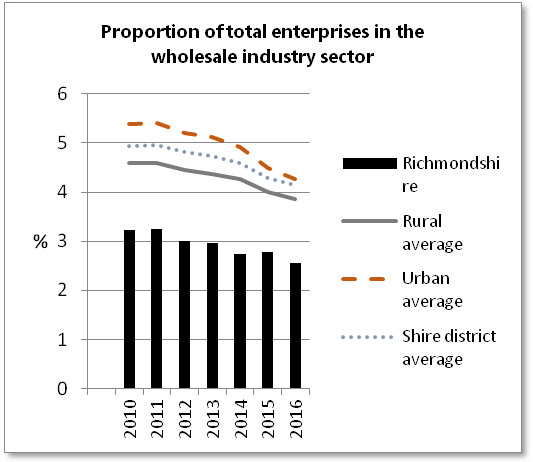 Proportion of total enterprises in the
wholesale industry sector
6
5
4
3
2
1
0
%
2010
2011
2012
2013
2014
2015
2016
Richmondshi
re
Rural
average
Urban
average
Shire district
average